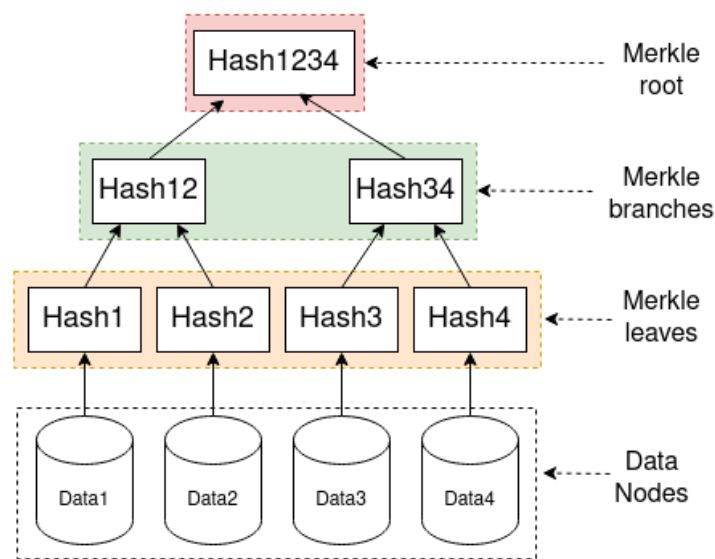 Hash1234
Merkle
root
Hash12
Hash34
Merkle
branches
Hash1
Hash2
Hash3
Hash4
Merkle
leaves
Data1
Data2
Data3
Data4
Data
Nodes